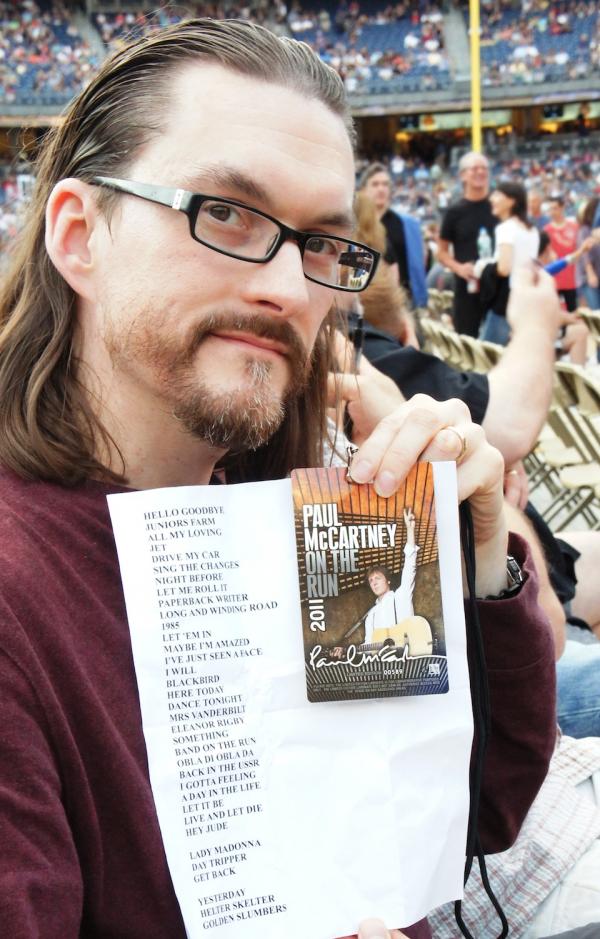 HELLO GOODBYE
JUNIORS FARM
ALL MY LOVING
JET
DRIVE MY CAR
SING THE CHANGES
NIGHT BEFORE
LET ME ROLL IT
PAPERBACK WRITER
LONG AND WINDING ROAD
1985
LET 'EM IN
MAYBE I'M AMAZED
I'VE JUST SEEN A FACE
I WILL
BLACKBIRD
HERE TODAY
DANCE TONIGHT
MRS VANDERBILT
ELEANOR RIGBY
SOMETHING
BAND ON THE RUN
OBLA DI OBLA DA
BACK IN THE USSR
I GOTTA FEELING
A DAY IN THE LIFE
LET IT BE
LIVE AND LET DIE
HEY JUDE
LADY MADONNA
DAY TRIPPER
GET BACK
YESTERDAY
HELTER SKELTER
GOLDEN SLUMBERS
PAUL
McCARTNEY
ON THE
RUN
2011
Paul McCartney